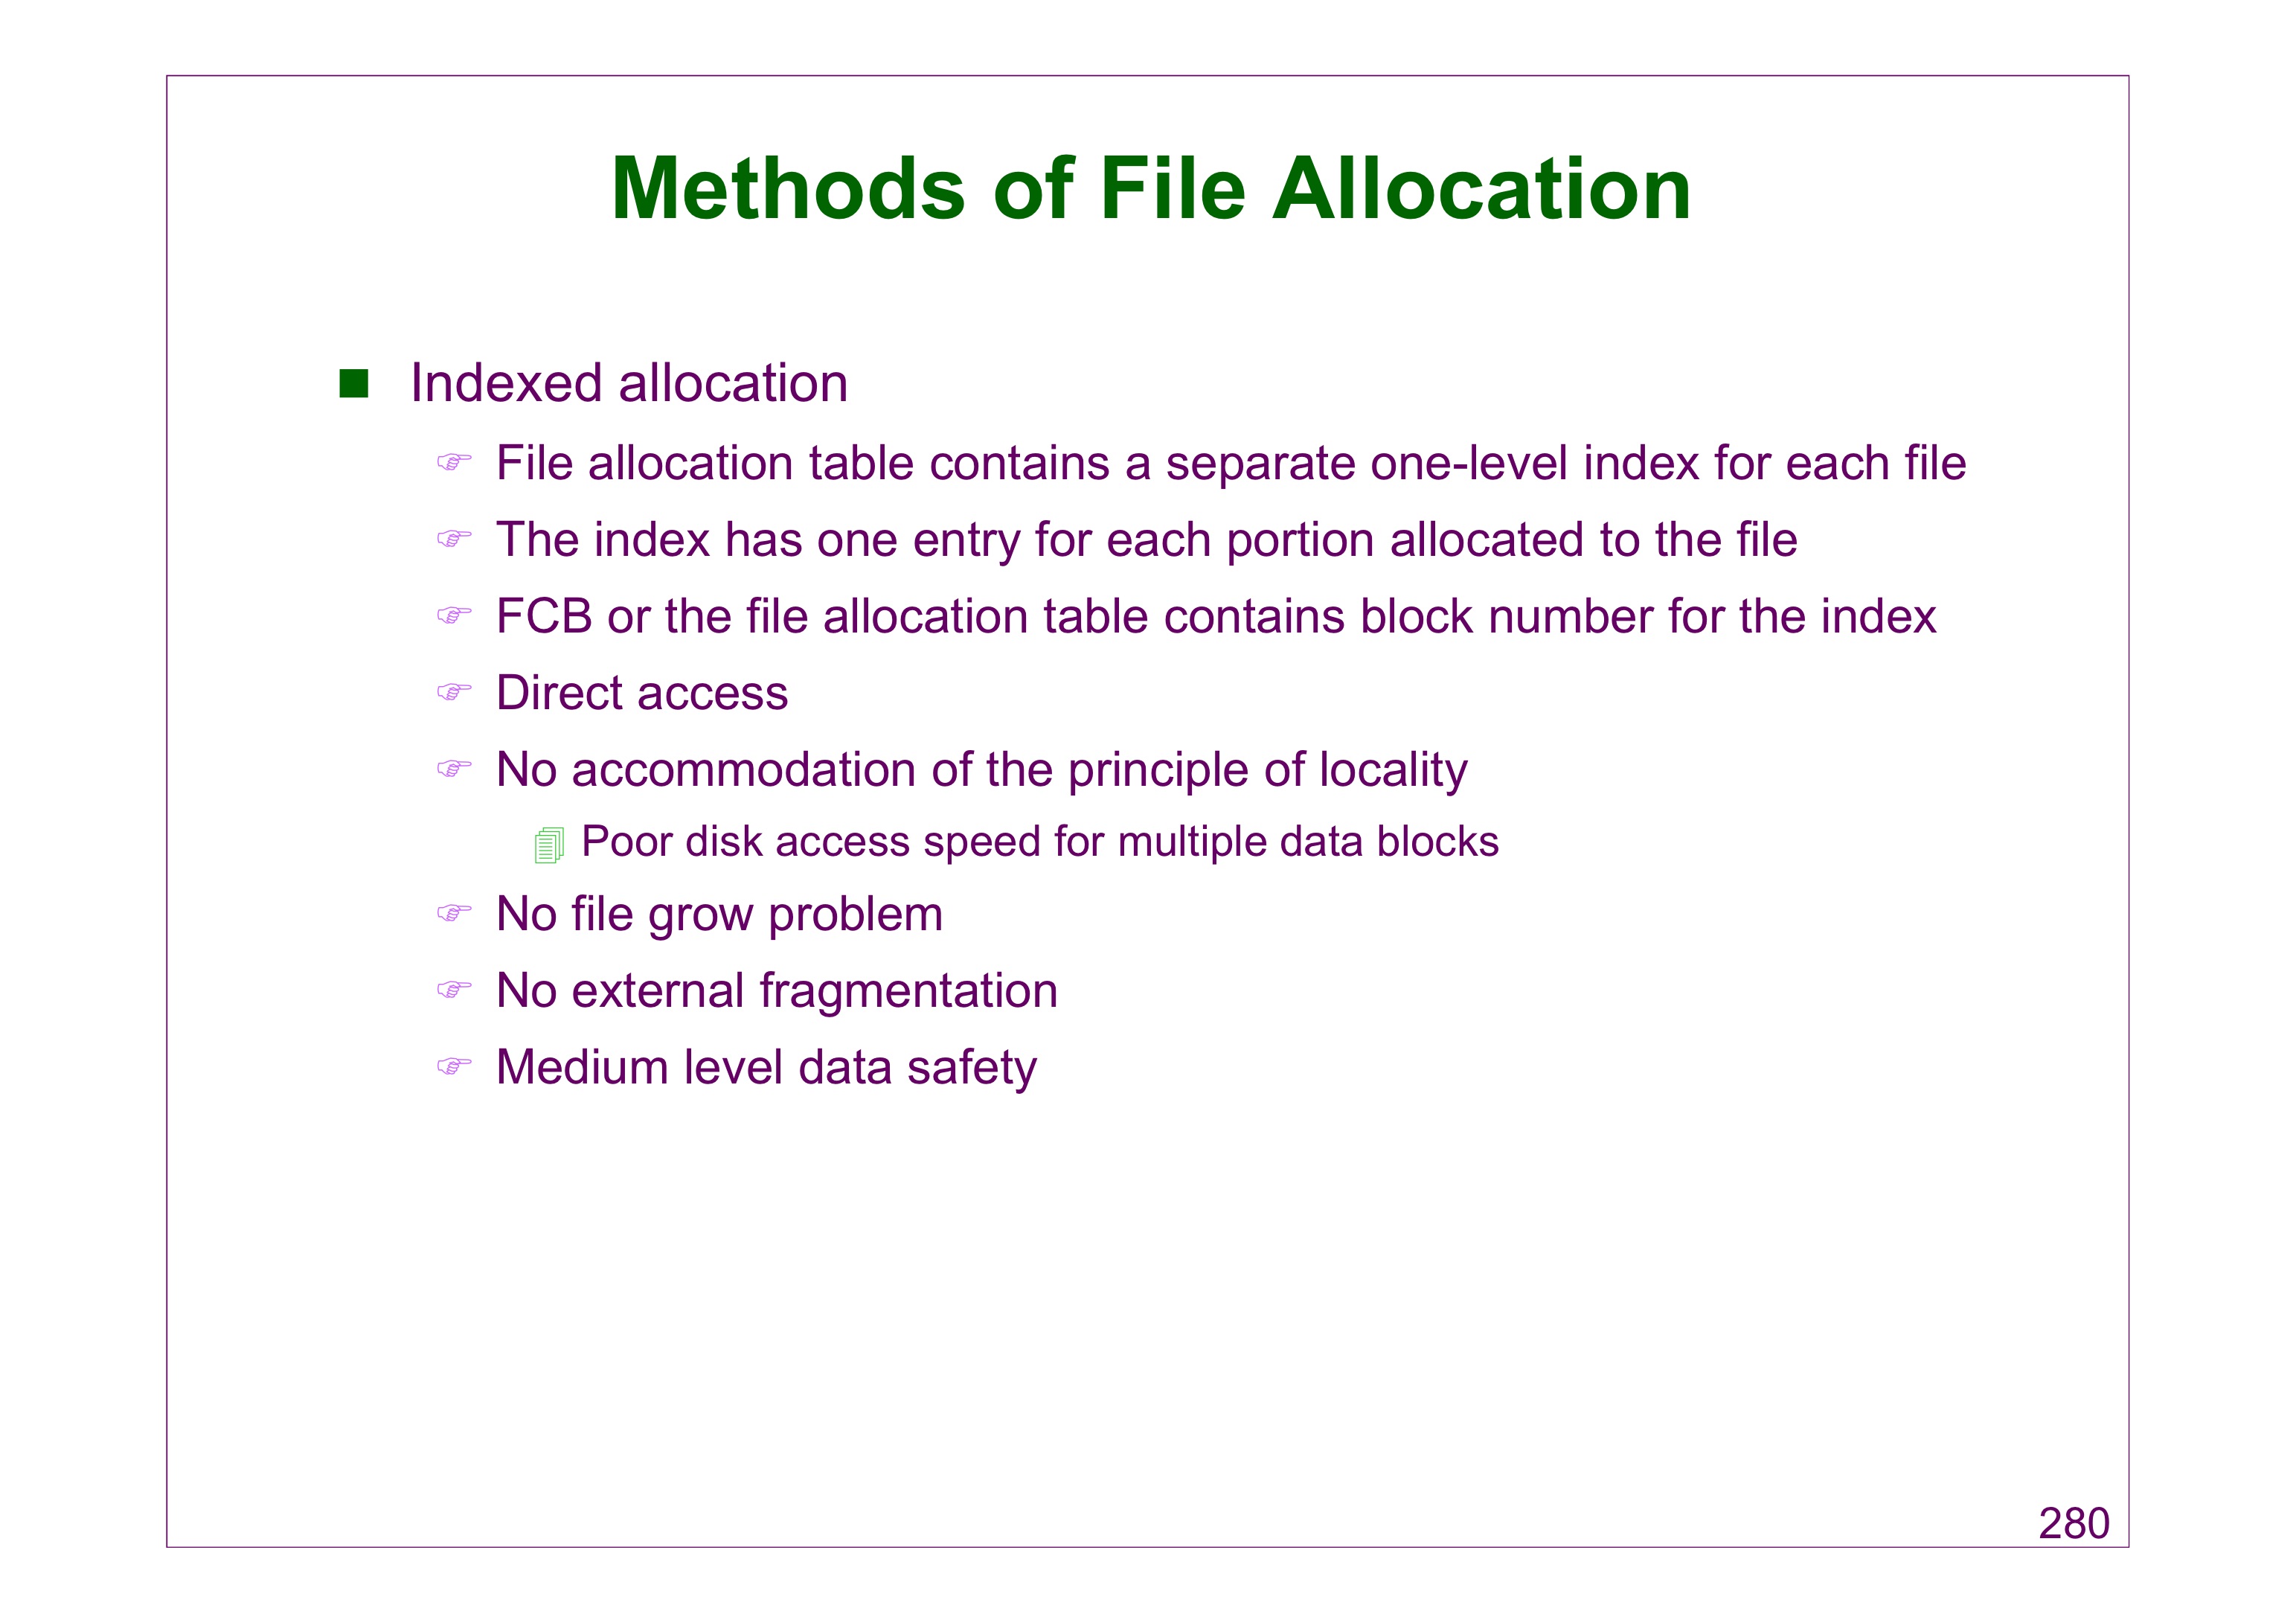 Methods of File Allocation
Indexed allocation
File allocation table contains a separate one-level index for each file
The index has one entry for each portion allocated to the file
FCB or the file allocation table contains block number for the index
Direct access
No accommodation of the principle of locality
Poor disk access speed for multiple data blocks
No file grow problem
No external fragmentation
Medium level data safety
280